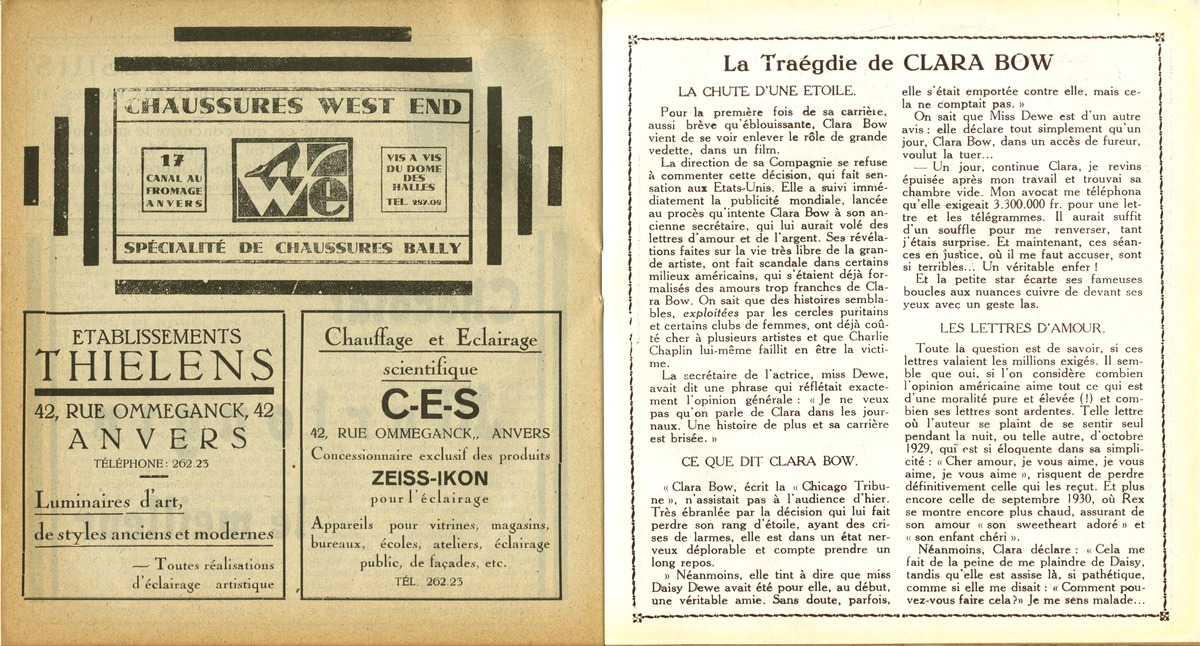 CHAUSSURES WEST END
17
CANAL AU
FROMAGE
ANVERS
We
VIS A VIS
DU DOME
DES
HALLES
TEL. 287.08
SPÉCIALITÉ DE CHAUSSURES BALLY
ETABLISSEMENTS
THIELENS
42, RUE OMMEGANCK, 42
ANVERS
TÉLÉPHONE: 262.23
Luminaires d'art,
de styles anciens et modernes
— Toutes réalisations
d'éclairage artistique
Chauffage et Eclairage
scientifique
C-E-S
42, RUE OMMEGANCK,, ANVERS
Concessionnaire exclusif des produits
ZEISS-IKON
pour l'éclairage
Appareils pour vitrines, magasins,
bureaux, écoles, ateliers, éclairage
public, de façades, etc.
TÉL. 262.23
La Traégdie de CLARA BOW
LA CHUTE D'UNE ETOILE.
Pour la première fois de sa carrière,
aussi brève qu'éblouissante, Clara Bow
vient de se voir enlever le rôle de grande
vedette, dans un film.
La direction de sa Compagnie se refuse
à commenter cette décision, qui fait sen-
sation aux Etats-Unis. Elle a suivi immé-
diatement la publicité mondiale, lancée
au procès qu'intente Clara Bow à son an-
cienne secrétaire, qui lui aurait volé des
lettres d'amour et de l'argent. Ses révéla-
tions faites sur la vie très libre de la gran-
de artiste, ont fait scandale dans certains
milieux américains, qui s'étaient déjà for-
malisés des amours trop franches de Cla-
ra Bow. On sait que des histoires sembla-
bles, exploitées par les cercles puritains
et certains clubs de femmes, ont déjà coû-
té cher à plusieurs artistes et que Charlie
Chaplin lui-même faillit en être la victi-
me.
La secrétaire de l'actrice, miss Dewe,
avait dit une phrase qui réflétait exacte-
ment l'opinion générale : « Je ne veux
pas qu'on parle de Clara dans les jour-
naux. Une histoire de plus et sa carrière
est brisée. »
CE QUE DIT CLARA BOW.
« Clara Bow, écrit la « Chicago Tribu-
ne », n'assistait pas à l'audience d'hier.
Très ébranlée par la décision qui lui fait
perdre son rang d'étoile, ayant des cri-
ses de larmes, elle est dans un état ner-
veux déplorable et compte prendre un
long repos.
» Néanmoins, elle tint à dire que miss
Daisy Dewe avait été pour elle, au début,
une véritable amie. Sans doute, parfois,
elle s'était emportée contre elle, mais ce-
la ne comptait pas. »
On sait que Miss Dewe est d'un autre
avis : elle déclare tout simplement qu'un
jour, Clara Bow, dans un accès de fureur,
voulut la tuer...
— Un jour, continue Clara, je revins
épuisée après mon travail et trouvai sa
chambre vide. Mon avocat me téléphona
qu'elle exigeait 3.300.000 fr. pour une let-
tre et les télégrammes. Il aurait suffit
d'un souffle pour me renverser, tant
j'étais surprise. Et maintenant, ces séan-
ces en justice, où il me faut accuser, sont
si terribles... Un véritable enfer !
Et la petite star écarte ses fameuses
boucles aux nuances cuivre de devant ses
yeux avec un geste las.
LES LETTRES D'AMOUR.
Toute la question est de savoir, si ces
lettres valaient les millions exigés. Il sem-
ble que oui, si l'on considère combien
l'opinion américaine aime tout ce qui est
d'une moralité pure et élevée (!) et com-
bien ses lettres sont ardentes. Telle lettre
où l'auteur se plaint de se sentir seul
pendant la nuit, ou telle autre, d'octobre
1929, qui est si éloquente dans sa simpli-
cité : « Cher amour, je vous aime, je vous
aime, je vous aime », risquent de perdre
définitivement celle qui les reçut. Et plus
encore celle de septembre 1930, où Rex
se montre encore plus chaud, assurant de
son amour « son sweetheart adoré » et
« son enfant chéri ».
Néanmoins, Clara déclare : « Cela me
fait de la peine de me plaindre de Daisy,
tandis qu'elle est assise là, si pathétique,
comme si elle me disait : « Comment pou-
vez-vous faire cela?» Je me sens malade...